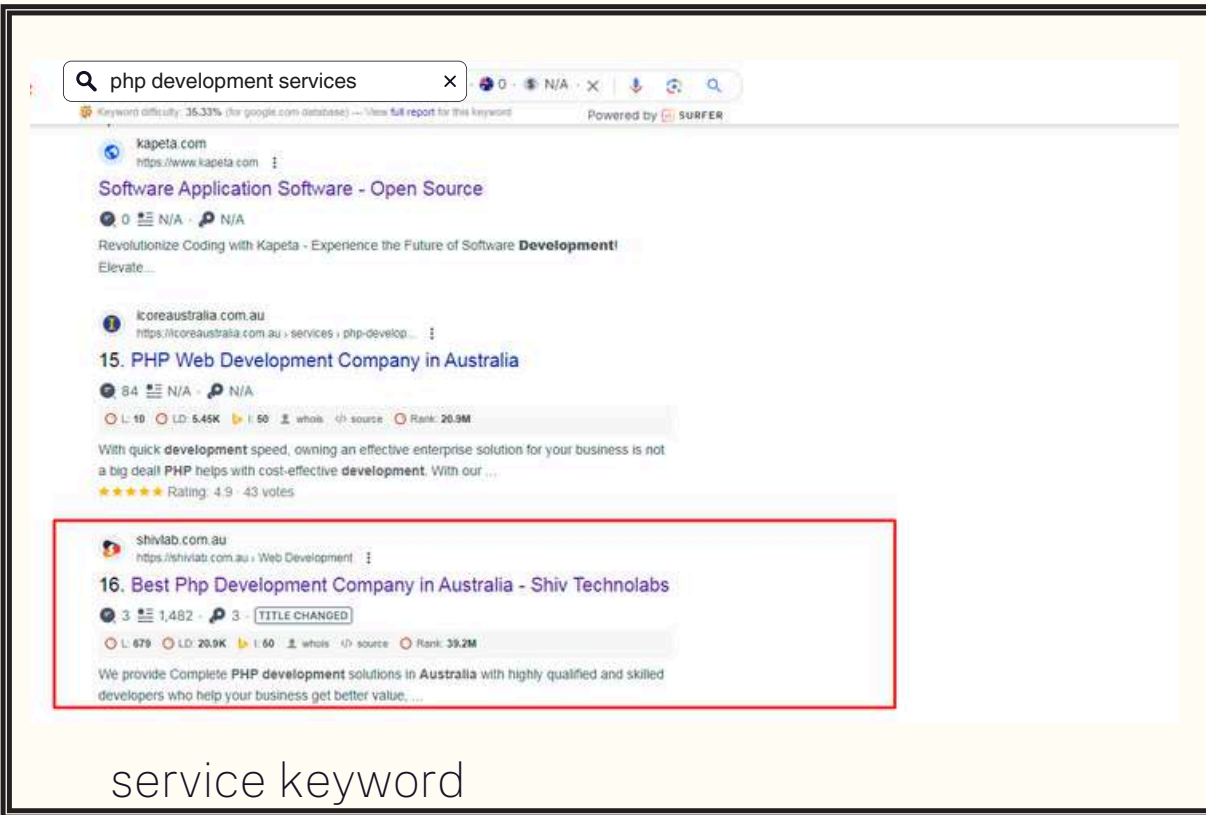 php development services × 0 · N/A · ×
Keyword difficulty: 35.33% (for google.com database) — View full report for this keyword Powered by SURFER
kapeta.com
https://www.kapeta.com
Software Application Software - Open Source
0 N/A · N/A
Revolutionize Coding with Kapeta - Experience the Future of Software Development!
Elevate...
icoreaustralia.com.au
https://icoreaustralia.com.au › services › php-develop...
15. PHP Web Development Company in Australia
84 N/A · N/A
L: 10 LD: 5.45K I: 50 whois source Rank: 20.9M
With quick development speed, owning an effective enterprise solution for your business is not
a big deal! PHP helps with cost-effective development. With our ...
Rating: 4.9 · 43 votes
shivlab.com.au
https://shivlab.com.au › Web Development
16. Best Php Development Company in Australia - Shiv Technolabs
3 1,482 · 3 · TITLE CHANGED
L: 679 LD: 20.9K I: 60 whois source Rank: 39.2M
We provide Complete PHP development solutions in Australia with highly qualified and skilled
developers who help your business get better value, ...
service keyword